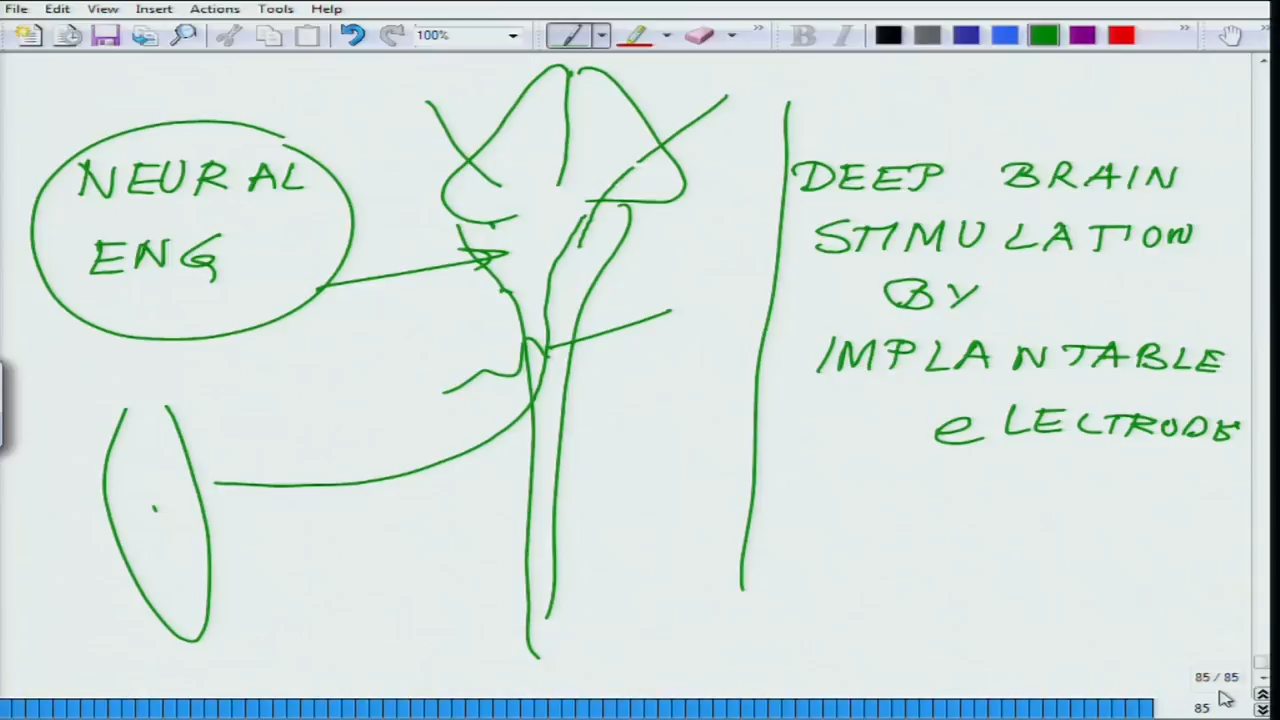 File Edit View Insert Actions Tools Help
100%
B I
NEURAL
ENG
DEEP BRAIN
STIMULATION
BY
IMPLANTABLE
eLECTRODE
85 / 85
85